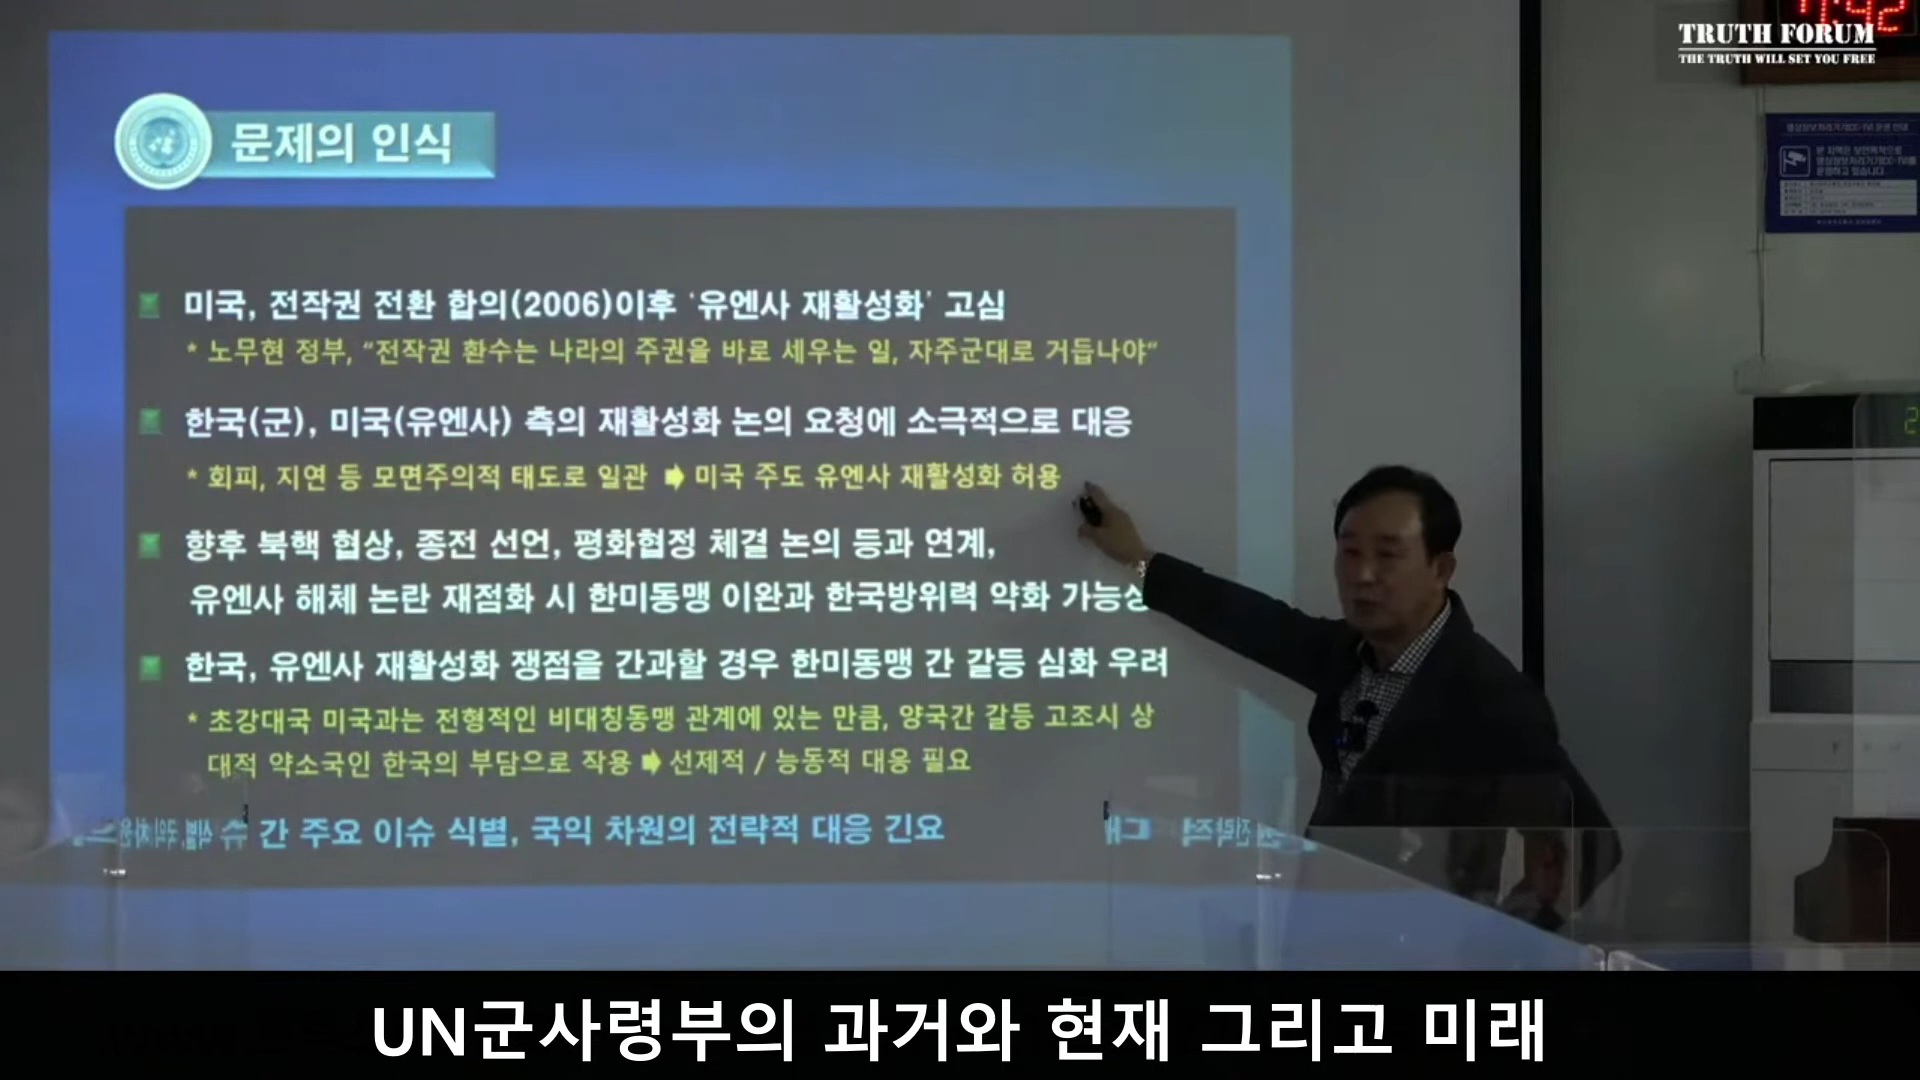 TRUTH FORUM
THE TRUTH WILL SET YOU FREE
7:42
문제의 인식
미국, 전작권 전환 합의(2006)이후 ‘유엔사 재활성화’ 고심
* 노무현 정부, “전작권 환수는 나라의 주권을 바로 세우는 일, 자주군대로 거듭나야“
한국(군), 미국(유엔사) 측의 재활성화 논의 요청에 소극적으로 대응
* 회피, 지연 등 모면주의적 태도로 일관 ➡ 미국 주도 유엔사 재활성화 허용
향후 북핵 협상, 종전 선언, 평화협정 체결 논의 등과 연계,
유엔사 해체 논란 재점화 시 한미동맹 이완과 한국방위력 약화 가능성
한국, 유엔사 재활성화 쟁점을 간과할 경우 한미동맹 간 갈등 심화 우려
* 초강대국 미국과는 전형적인 비대칭동맹 관계에 있는 만큼, 양국간 갈등 고조시 상
대적 약소국인 한국의 부담으로 작용 ➡ 선제적 / 능동적 대응 필요
간 주요 이슈 식별, 국익 차원의 전략적 대응 긴요
UN군사령부의 과거와 현재 그리고 미래